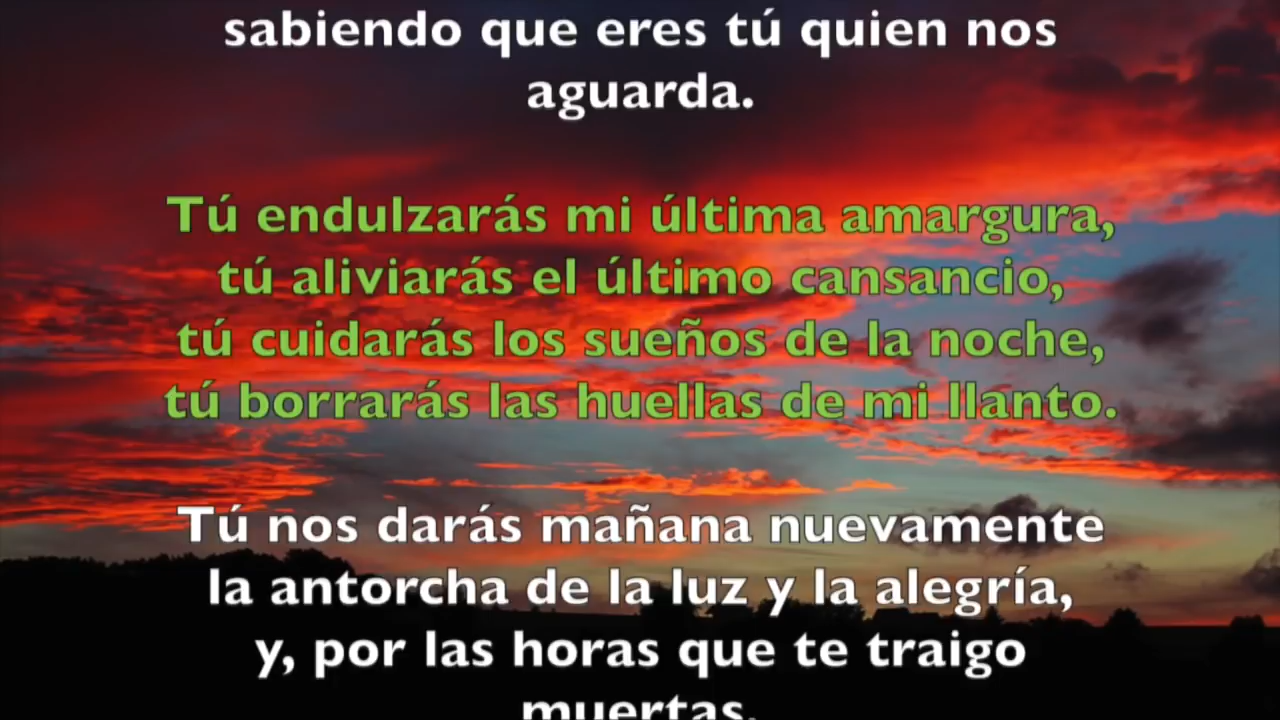 sabiendo que eres tú quien nos
aguarda.
Tú endulzarás mi última amargura,
tú aliviarás el último cansancio,
tú cuidarás los sueños de la noche,
tú borrarás las huellas de mi llanto.
Tú nos darás mañana nuevamente
la antorcha de la luz y la alegría,
y, por las horas que te traigo
muertas,